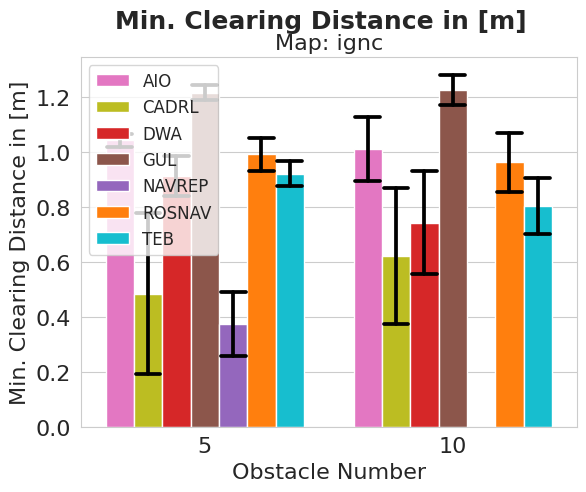 Min. Clearing Distance in [m]
Map: ignc
Min. Clearing Distance in [m]
1.2
1.0
0.8
0.6
0.4
0.2
0.0
AIO
CADRL
DWA
GUL
NAVREP
ROSNAV
TEB
5
10
Obstacle Number